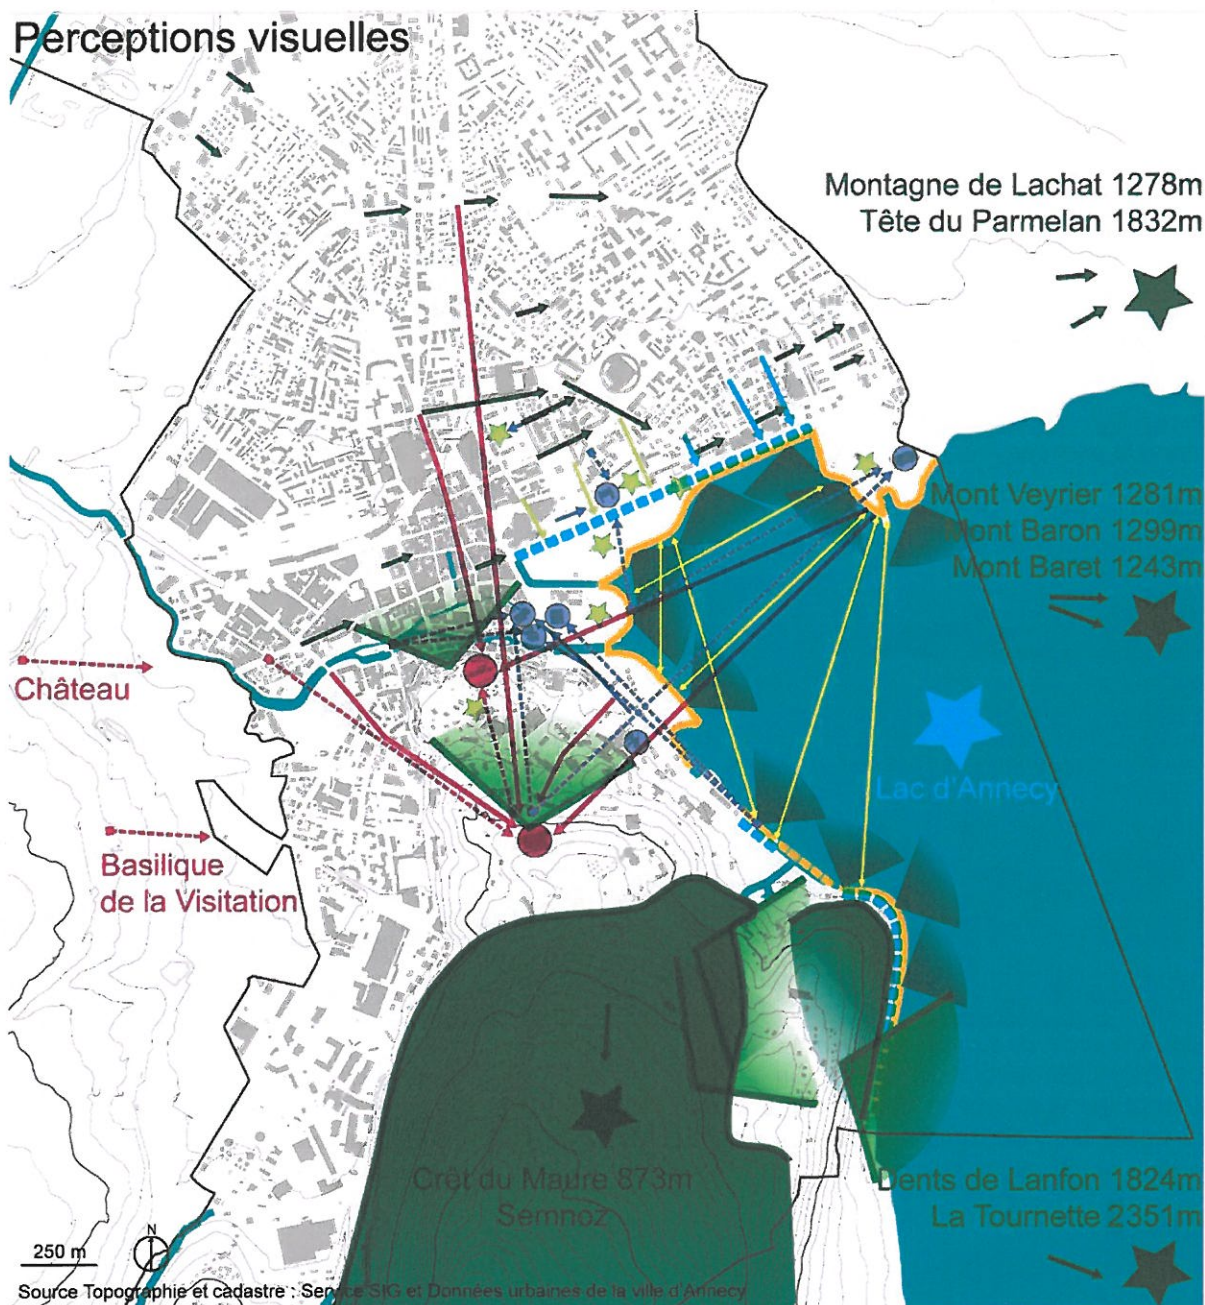 Perceptions visuelles
Montagne de Lachat 1278m
Tête du Parmelan 1832m
Mont Veyrier 1281m
Mont Baron 1299m
Mont Baret 1243m
Château
Lac d'Annecy
Basilique
de la Visitation
Crêt du Maure 873m
Semnoz
Dents de Lanfon 1824m
La Tournette 2351m
N
250 m
Source Topographie et cadastre : Service SIG et Données urbaines de la ville d'Annecy